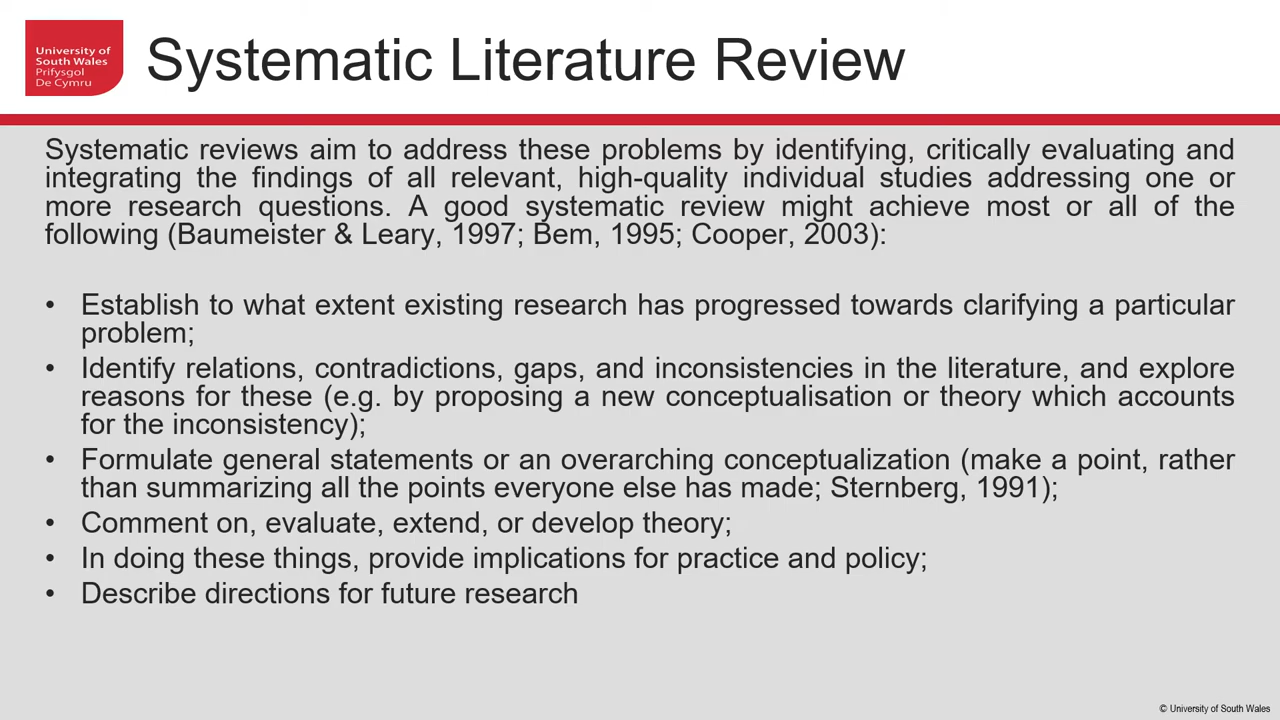 University of
South Wales
Prifysgol
De Cymru
Systematic Literature Review
Systematic reviews aim to address these problems by identifying, critically evaluating and
integrating the findings of all relevant, high-quality individual studies addressing one or
more research questions. A good systematic review might achieve most or all of the
following (Baumeister & Leary, 1997; Bem, 1995; Cooper, 2003):
• Establish to what extent existing research has progressed towards clarifying a particular
problem;
• Identify relations, contradictions, gaps, and inconsistencies in the literature, and explore
reasons for these (e.g. by proposing a new conceptualisation or theory which accounts
for the inconsistency);
• Formulate general statements or an overarching conceptualization (make a point, rather
than summarizing all the points everyone else has made; Sternberg, 1991);
• Comment on, evaluate, extend, or develop theory;
• In doing these things, provide implications for practice and policy;
• Describe directions for future research
© University of South Wales